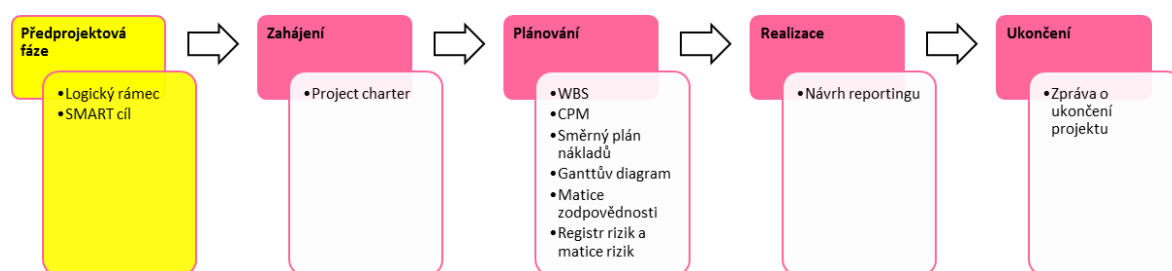 Předprojektová
fáze
•Logický rámec
•SMART cíl
Zahájení
•Project charter
Plánování
•WBS
•CPM
•Směrný plán
nákladů
•Ganttův diagram
•Matice
zodpovědnosti
•Registr rizik a
matice rizik
Realizace
•Návrh reportingu
Ukončení
•Zpráva o
ukončení
projektu